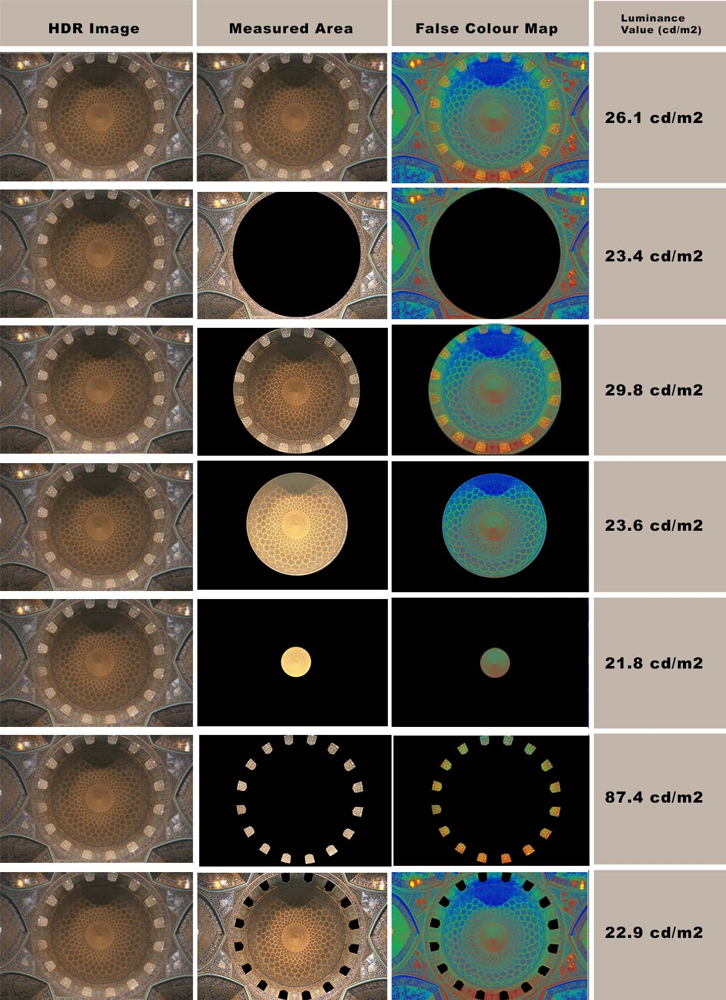 HDR Image
Measured Area
False Colour Map
Luminance
Value (cd/m2)
26.1 cd/m2
23.4 cd/m2
29.8 cd/m2
23.6 cd/m2
21.8 cd/m2
87.4 cd/m2
22.9 cd/m2